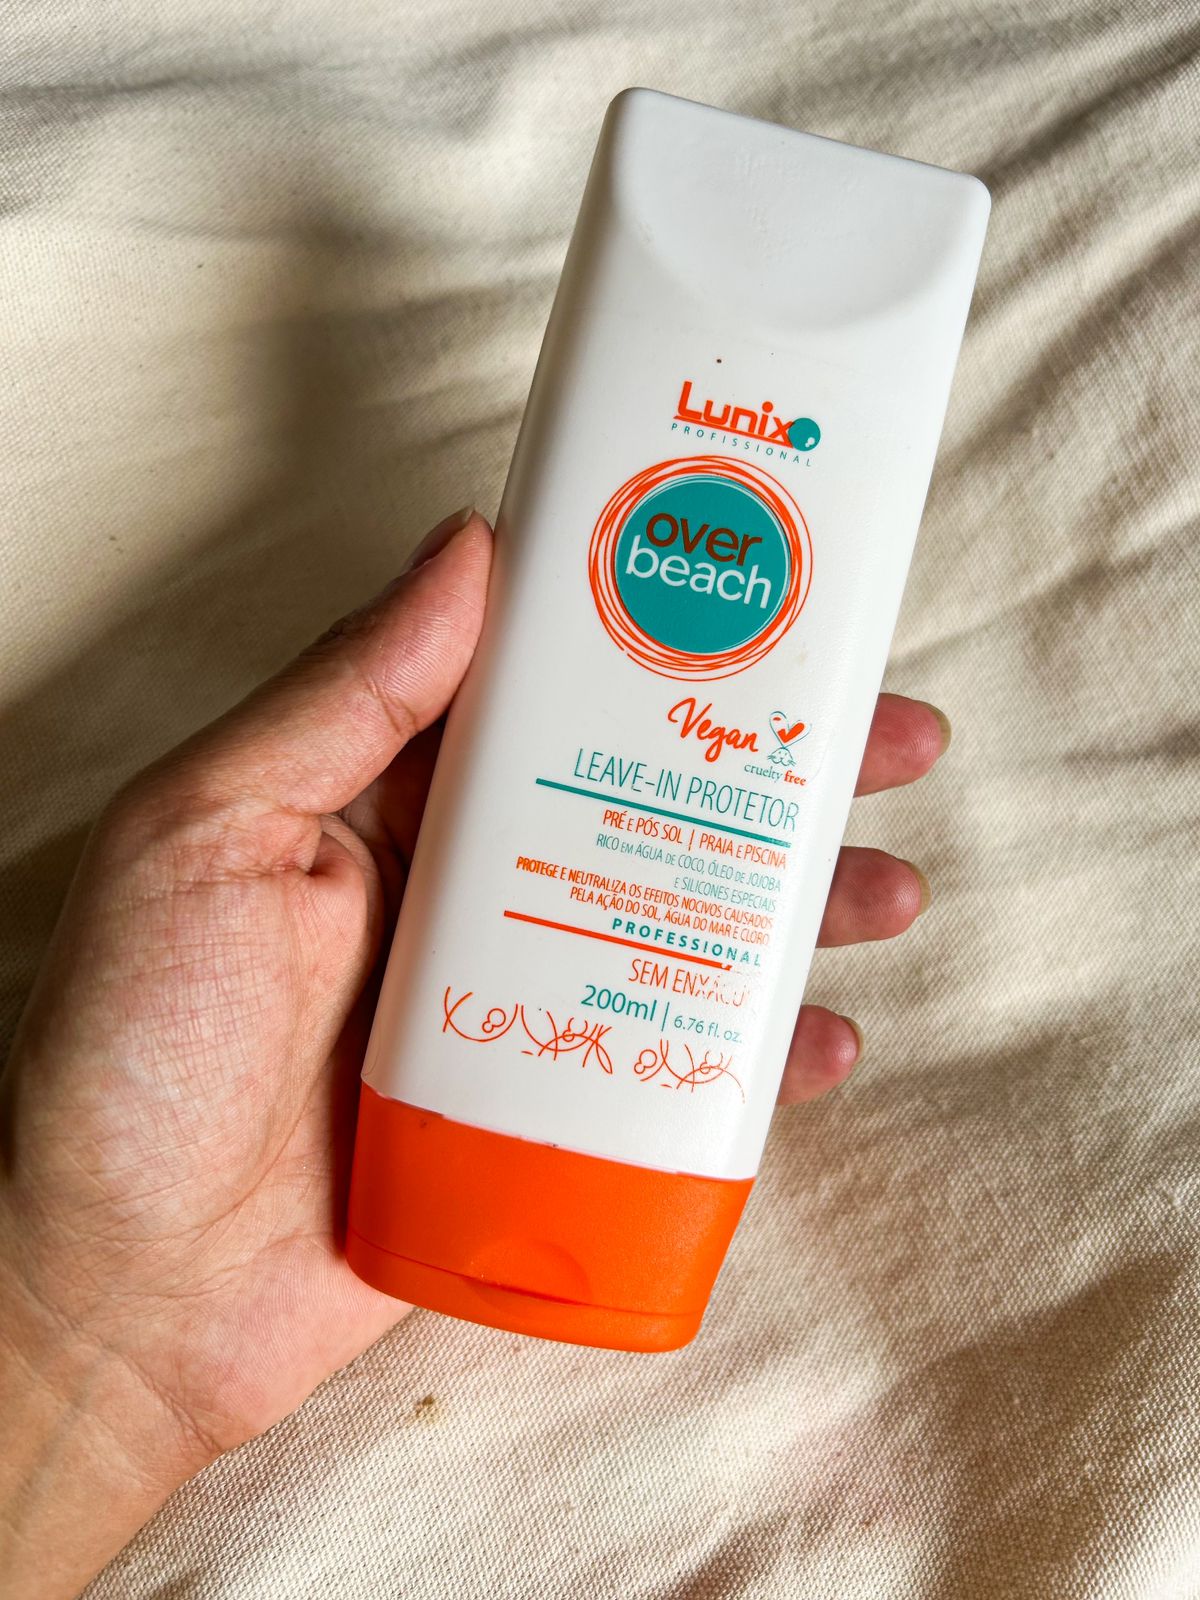 Lunix
PROFISSIONAL
over
beach
Vegan
cruelty free
LEAVE-IN PROTETOR
PRÉ E PÓS SOL | PRAIA E PISCINA
RICO EM ÁGUA DE COCO, ÓLEO DE JOJOBA
E SILICONES ESPECIAIS
PROTEGE E NEUTRALIZA OS EFEITOS NOCIVOS CAUSADOS
PELA AÇÃO DO SOL, ÁGUA DO MAR E CLORO
PROFESSIONAL
SEM ENXÁGUE
200ml | 6.76 fl. oz.